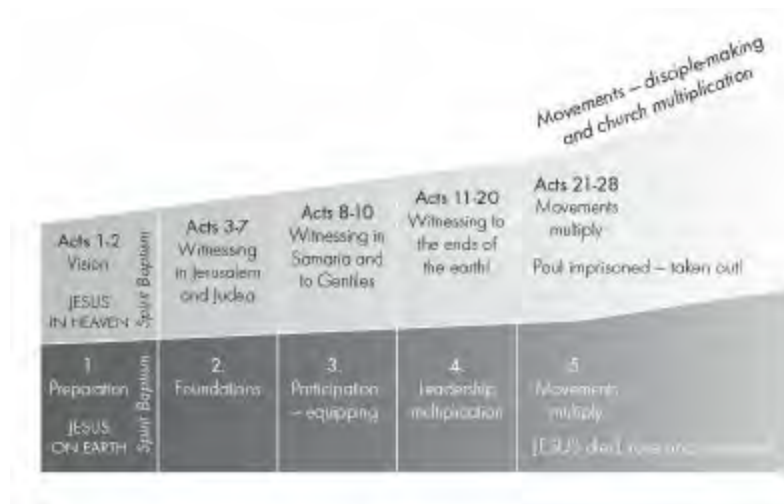 Movements – disciple-making
and church multiplication
Acts 1-2
Vision
JESUS
IN HEAVEN
Spirit Baptism
Acts 3-7
Witnessing
in Jerusalem
and Judea
Acts 8-10
Witnessing in
Samaria and
to Gentiles
Acts 11-20
Witnessing to
the ends of
the earth!
Acts 21-28
Movements
multiply
Paul imprisoned – taken out!
1
Preparation
JESUS
ON EARTH
Spirit Baptism
2.
Foundations
3.
Participation
– equipping
4.
Leadership
multiplication
5
Movements
multiply
JESUS died, rose